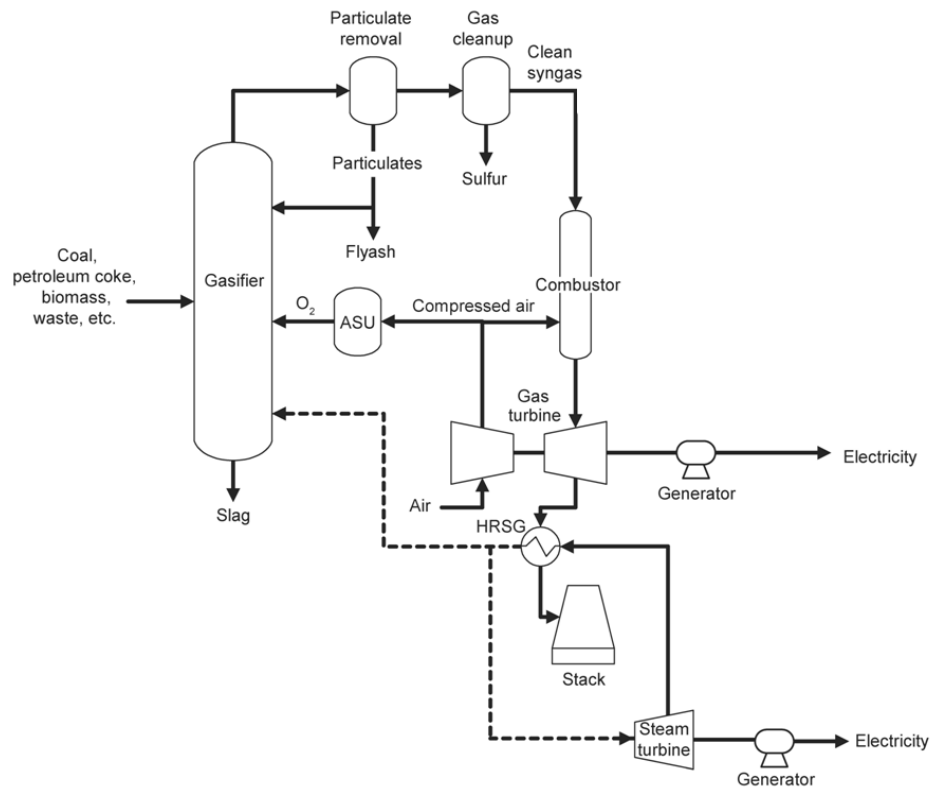 Particulate
removal
Gas
cleanup
Clean
syngas
Particulates
Sulfur
Flyash
Coal,
petroleum coke,
biomass,
waste, etc.
Gasifier
Combustor
O₂
ASU
Compressed air
Gas
turbine
Electricity
Generator
Slag
Air
HRSG
Stack
Steam
turbine
Electricity
Generator